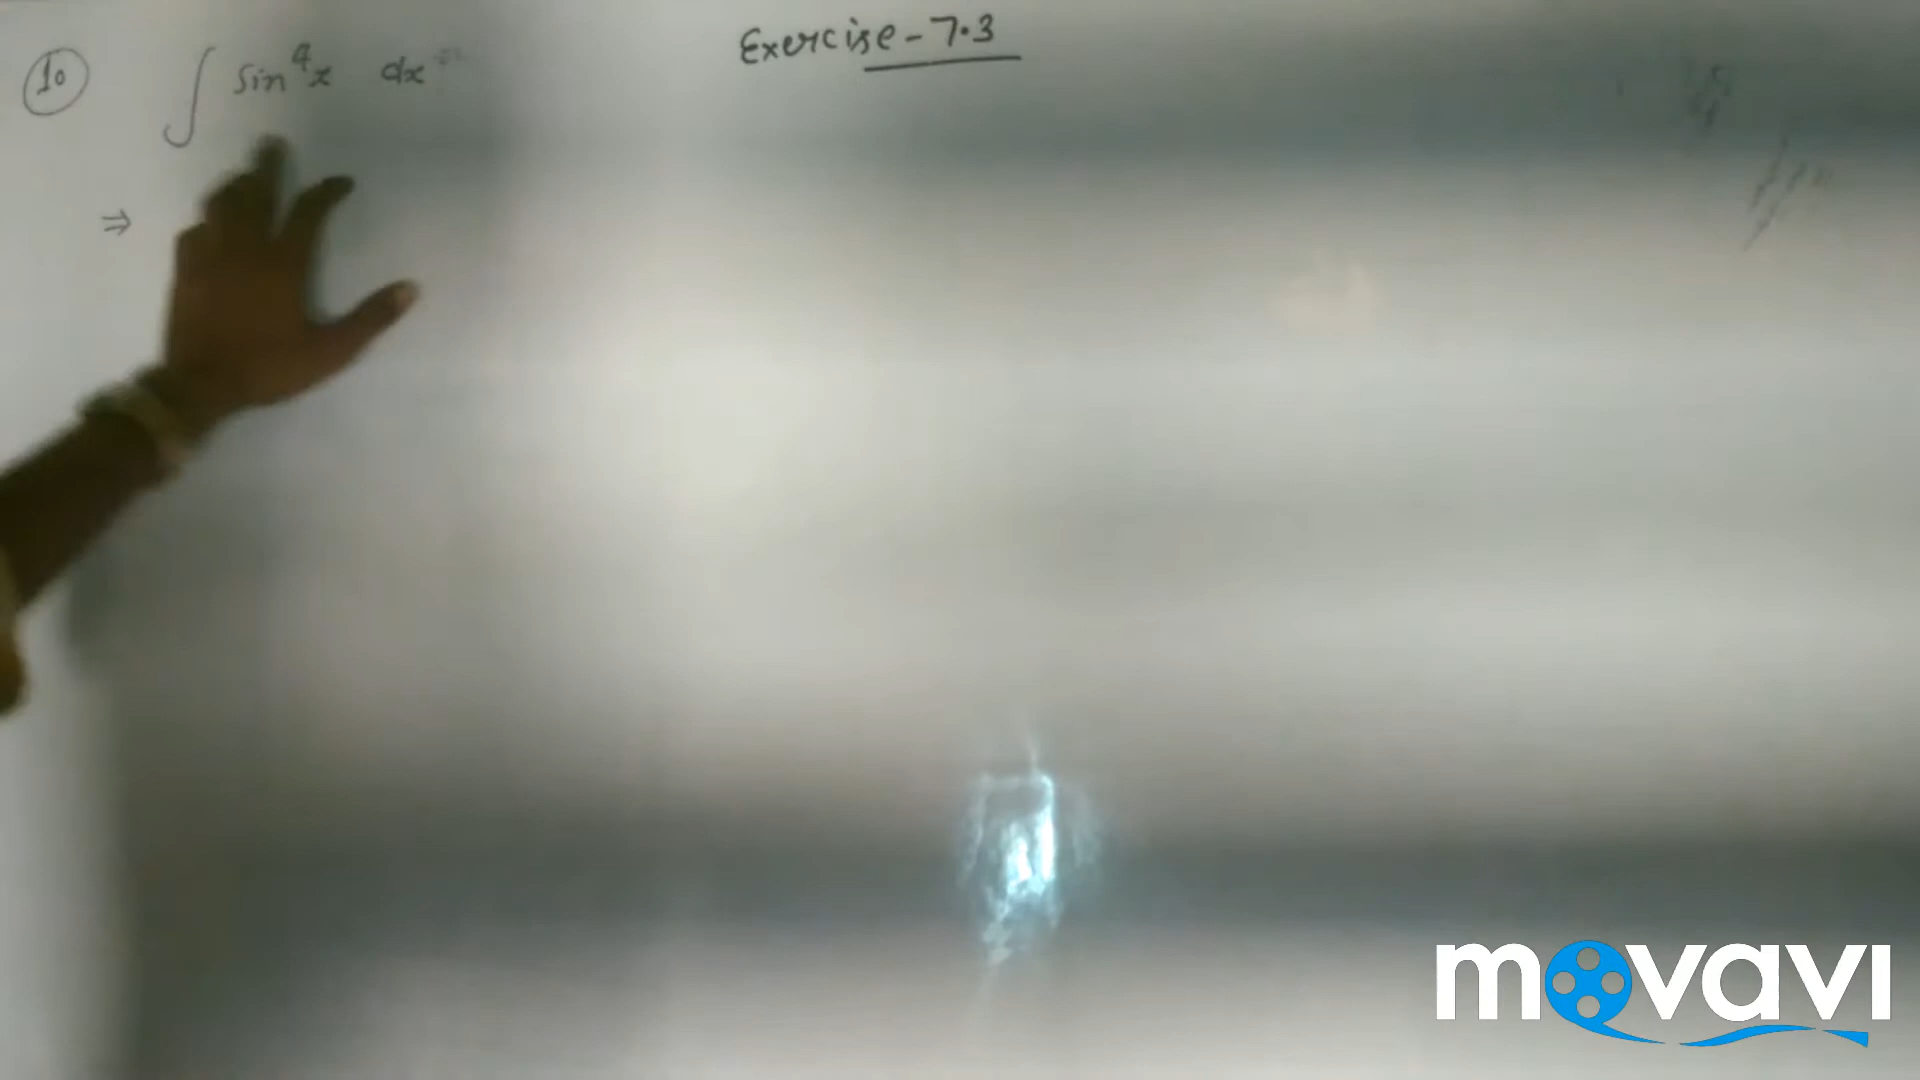 Exercise - 7.3
10 ∫ sin⁴x dx
⇒
movavi